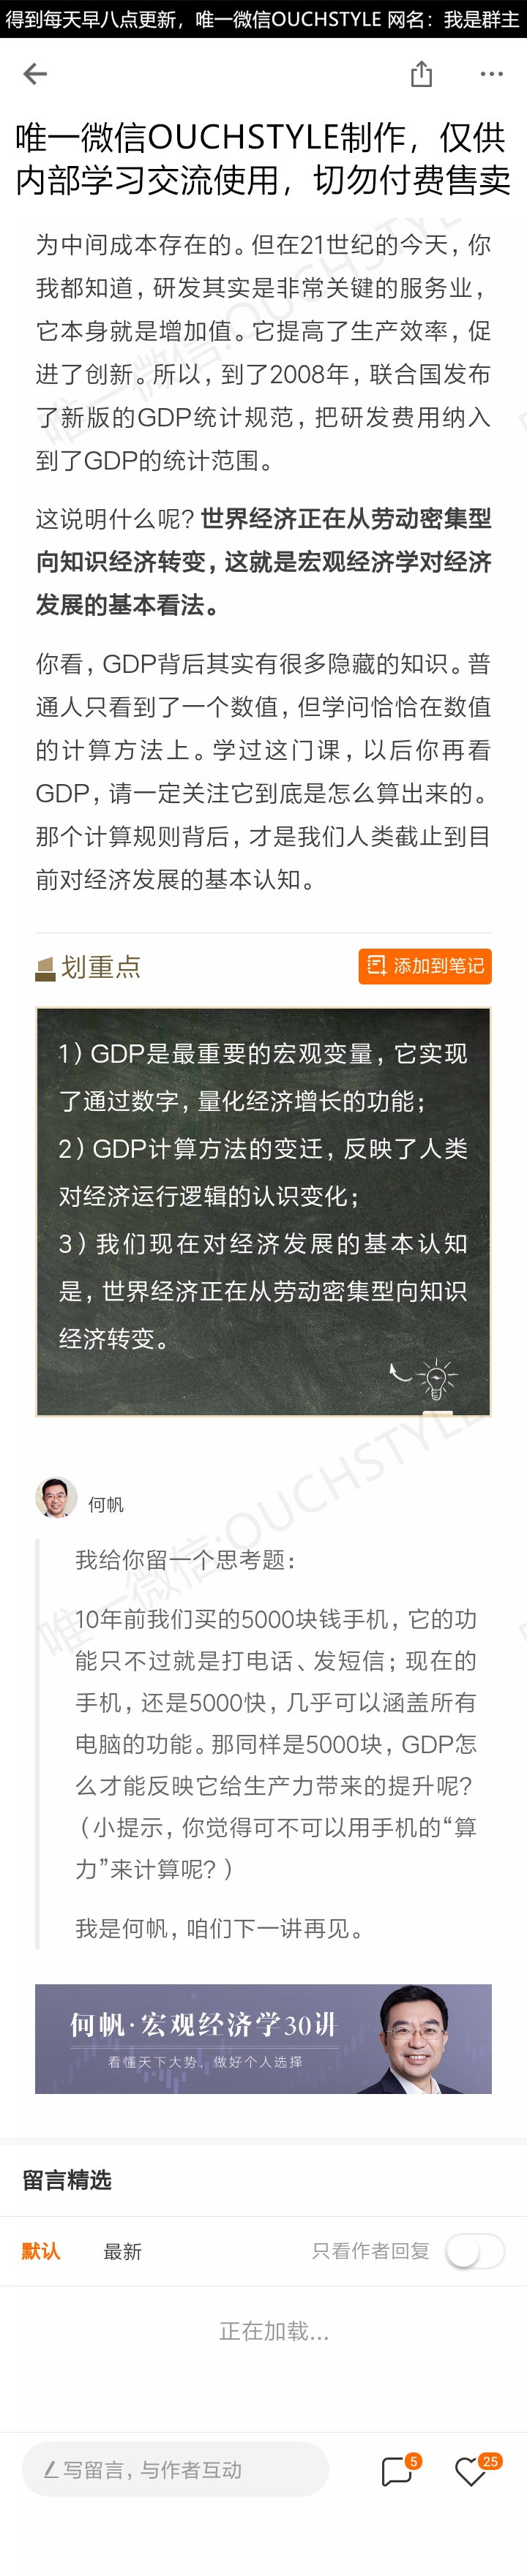 得到每天早八点更新，唯一微信OUCHSTYLE 网名：我是群主
唯一微信OUCHSTYLE制作，仅供
内部学习交流使用，切勿付费售卖
为中间成本存在的。但在21世纪的今天，你
我都知道，研发其实是非常关键的服务业，
它本身就是增加值。它提高了生产效率，促
进了创新。所以，到了2008年，联合国发布
了新版的GDP统计规范，把研发费用纳入
到了GDP的统计范围。
这说明什么呢？世界经济正在从劳动密集型
向知识经济转变，这就是宏观经济学对经济
发展的基本看法。
你看，GDP背后其实有很多隐藏的知识。普
通人只看到了一个数值，但学问恰恰在数值
的计算方法上。学过这门课，以后你再看
GDP，请一定关注它到底是怎么算出来的。
那个计算规则背后，才是我们人类截止到目
前对经济发展的基本认知。
划重点
添加到笔记
1）GDP是最重要的宏观变量，它实现
了通过数字，量化经济增长的功能；
2）GDP计算方法的变迁，反映了人类
对经济运行逻辑的认识变化；
3）我们现在对经济发展的基本认知
是，世界经济正在从劳动密集型向知识
经济转变。
何帆
我给你留一个思考题：
10年前我们买的5000块钱手机，它的功
能只不过就是打电话、发短信；现在的
手机，还是5000快，几乎可以涵盖所有
电脑的功能。那同样是5000块，GDP怎
么才能反映它给生产力带来的提升呢？
（小提示，你觉得可不可以用手机的“算
力”来计算呢？）
我是何帆，咱们下一讲再见。
何帆·宏观经济学30讲
看懂天下大势，做好个人选择
留言精选
默认
最新
只看作者回复
正在加载...
写留言，与作者互动
5
25
唯一微信:OUCHSTYLE
唯一微信:OUCHSTYLE